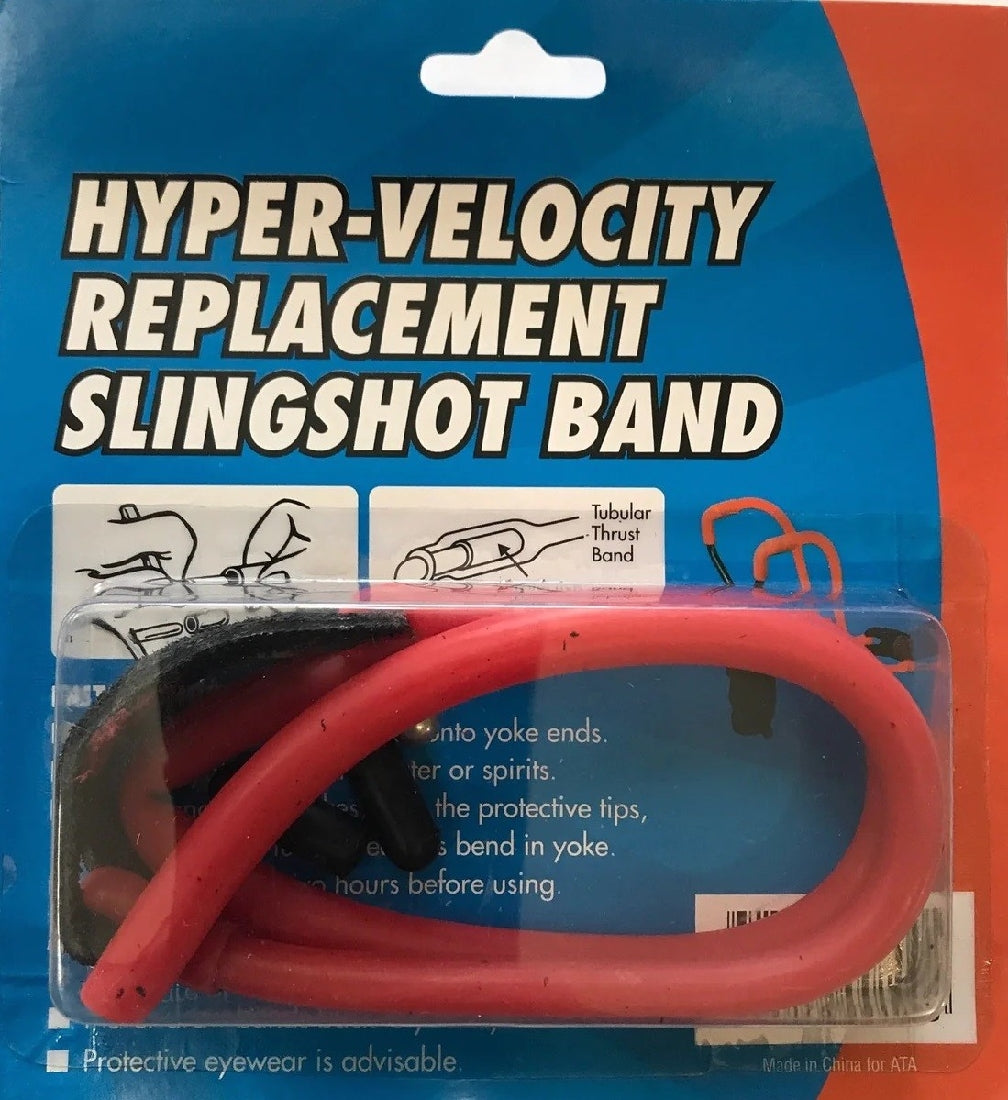 HYPER-VELOCITY
REPLACEMENT
SLINGSHOT BAND
Tubular
Thrust
Band
onto yoke ends.
or spirits.
the protective tips,
bend in yoke.
hours before using.
Protective eyewear is advisable.
Made in China for ATA